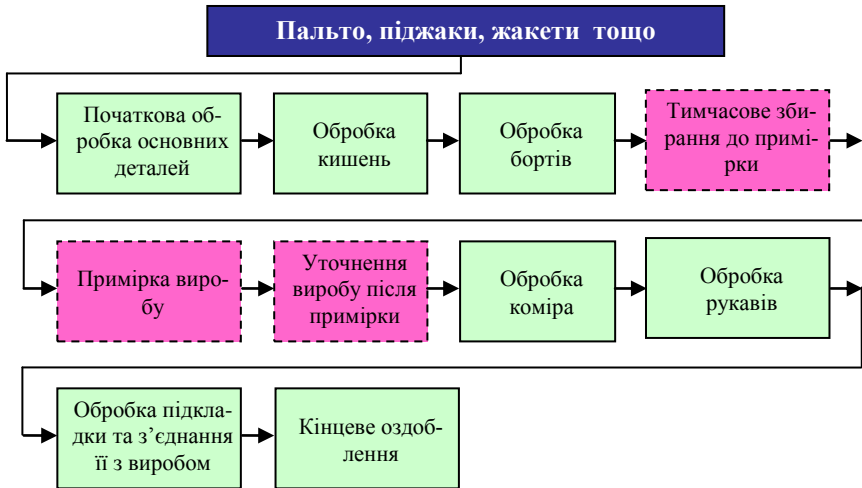 Пальто, піджаки, жакети тощо
Початкова об-
робка основних
деталей
Обробка
кишень
Обробка
бортів
Тимчасове зби-
рання до примі-
рки
Примірка виро-
бу
Уточнення
виробу після
примірки
Обробка
коміра
Обробка
рукавів
Обробка підкла-
дки та з’єднання
її з виробом
Кінцеве оздоб-
лення